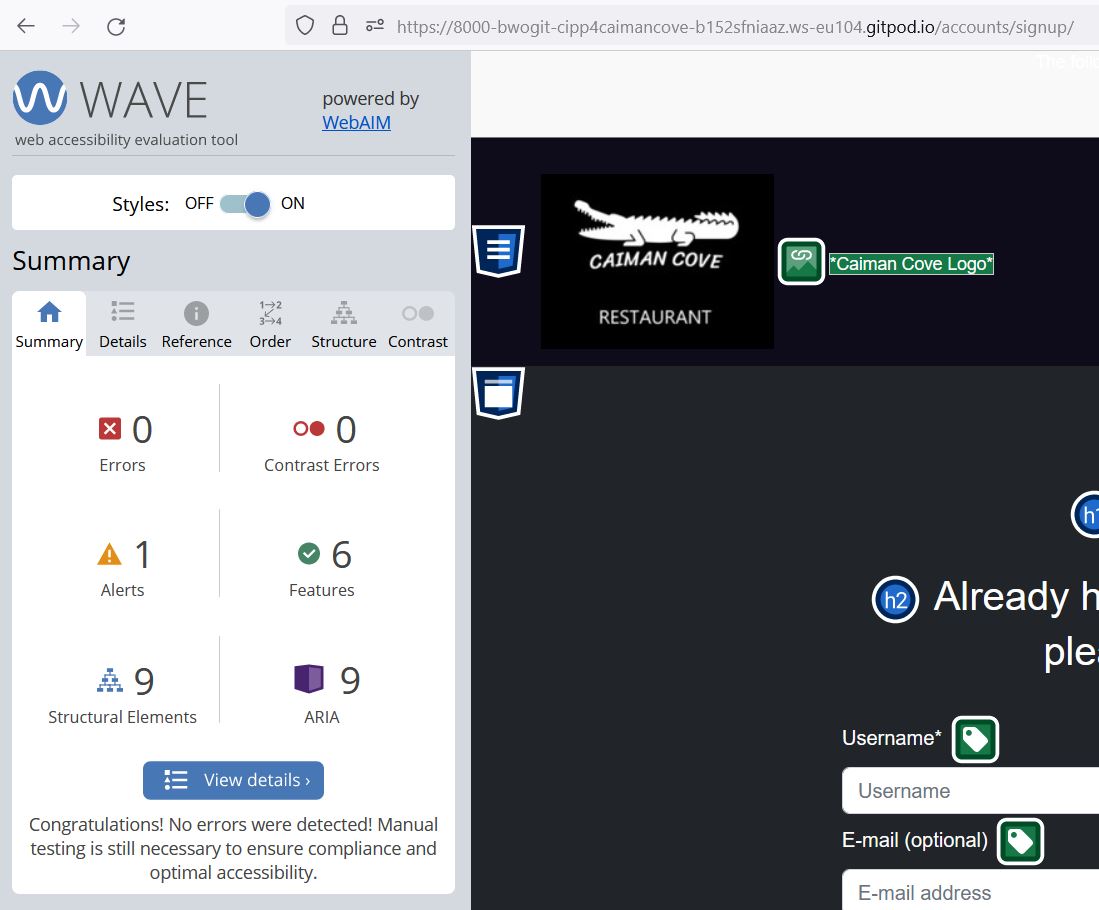 https://8000-bwogit-cipp4caimancove-b152sfniaaz.ws-eu104.gitpod.io/accounts/signup/
WAVE
powered by
WebAIM
web accessibility evaluation tool
Styles: OFF ON
Summary
Summary Details Reference Order Structure Contrast
0
Errors
0
Contrast Errors
1
Alerts
6
Features
9
Structural Elements
9
ARIA
View details ›
Congratulations! No errors were detected! Manual
testing is still necessary to ensure compliance and
optimal accessibility.
The follo
CAIMAN COVE
RESTAURANT
*Caiman Cove Logo*
h1
h2 Already h
plea
Username*
Username
E-mail (optional)
E-mail address